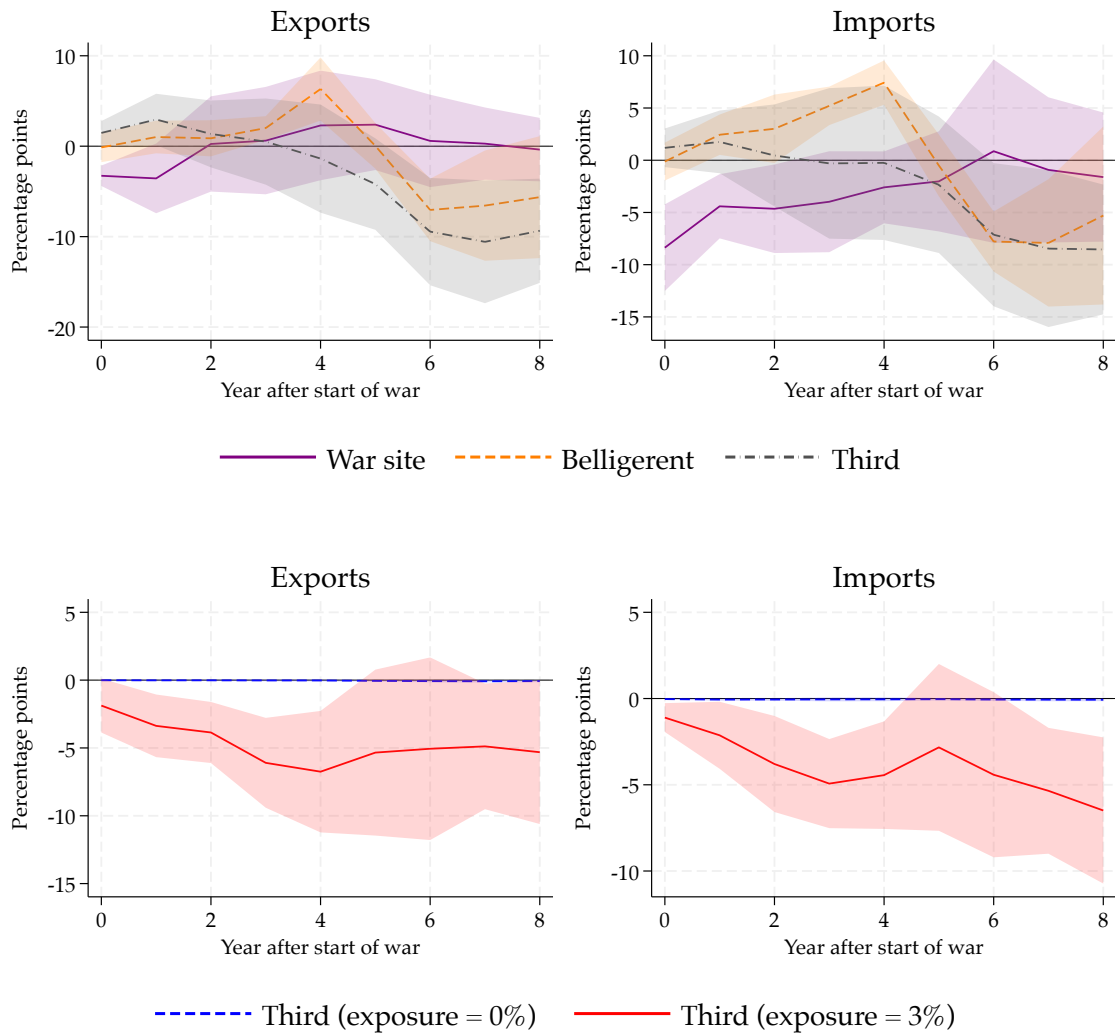 Exports
Imports
Percentage points
10
0
-10
-20
0
2
4
6
8
Year after start of war
Percentage points
10
5
0
-5
-10
-15
0
2
4
6
8
Year after start of war
War site
Belligerent
Third
Exports
Imports
Percentage points
5
0
-5
-10
-15
0
2
4
6
8
Year after start of war
Percentage points
5
0
-5
-10
0
2
4
6
8
Year after start of war
Third (exposure = 0%)
Third (exposure = 3%)